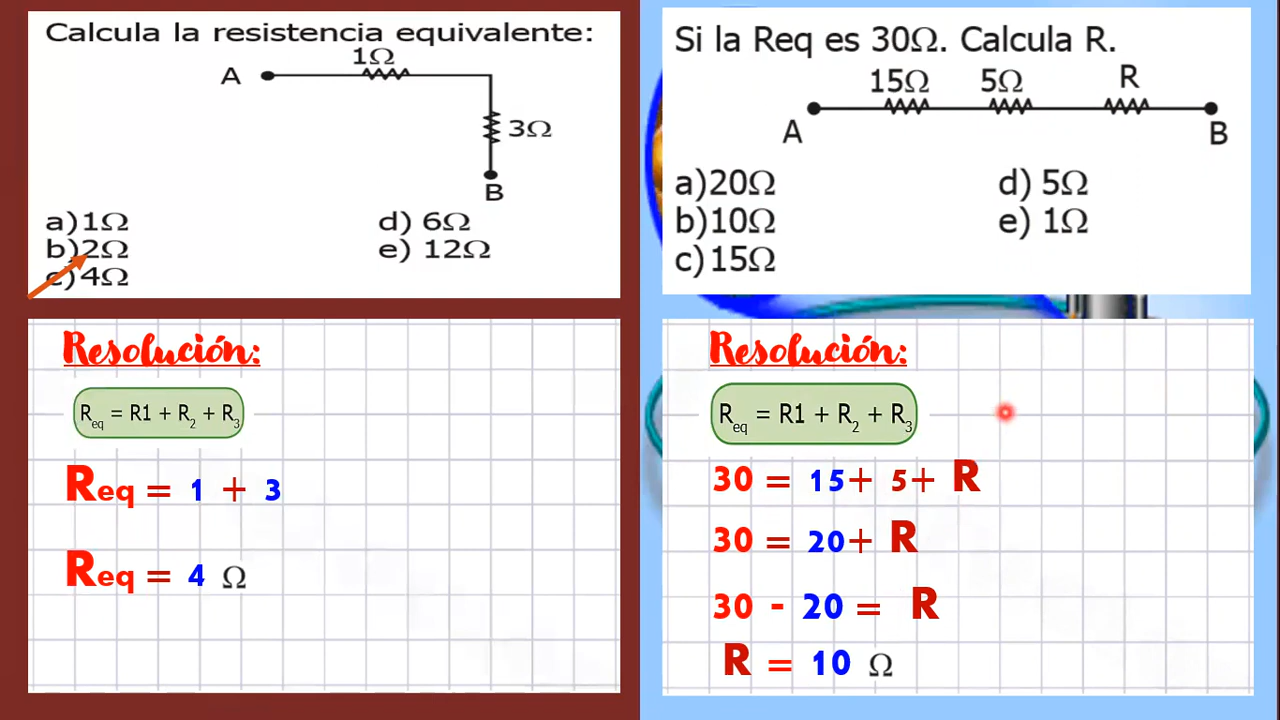 Calcula la resistencia equivalente:
1Ω
A
3Ω
B
a)1Ω
b)2Ω
c)4Ω
d) 6Ω
e) 12Ω
Resolución:
Req = R1 + R2 + R3
Req = 1 + 3
Req = 4 Ω
Si la Req es 30Ω. Calcula R.
15Ω 5Ω R
A
B
a)20Ω
b)10Ω
c)15Ω
d) 5Ω
e) 1Ω
Resolución:
Req = R1 + R2 + R3
30 = 15+ 5+ R
30 = 20+ R
30 - 20 = R
R = 10 Ω